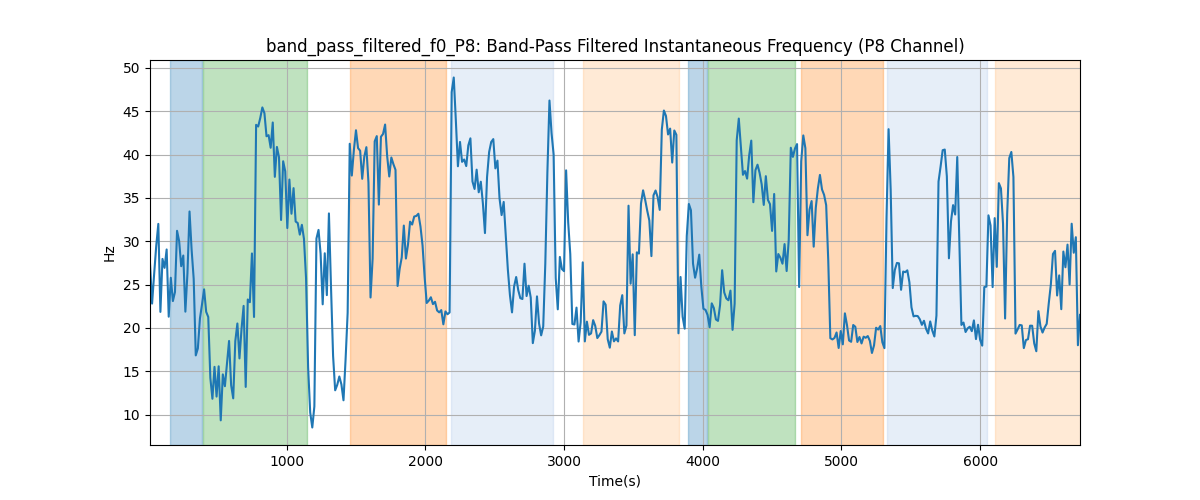 band_pass_filtered_f0_P8: Band-Pass Filtered Instantaneous Frequency (P8 Channel)
50
45
40
35
30
25
20
15
10
Hz
1000 2000 3000 4000 5000 6000
Time(s)